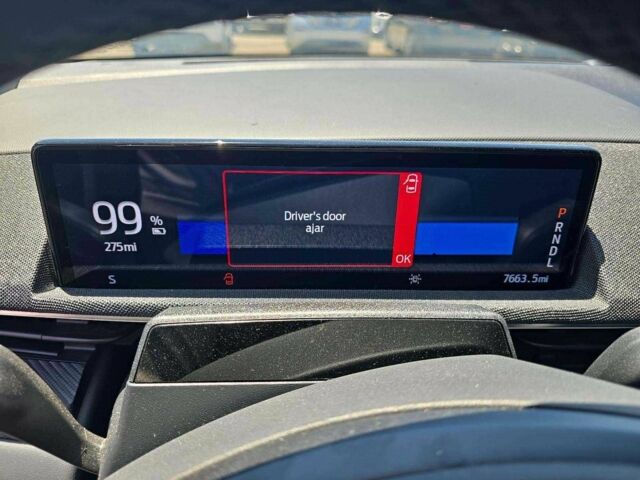 99 %
275mi
Driver's door
ajar
OK
P
R
N
D
L
S
7663.5mi